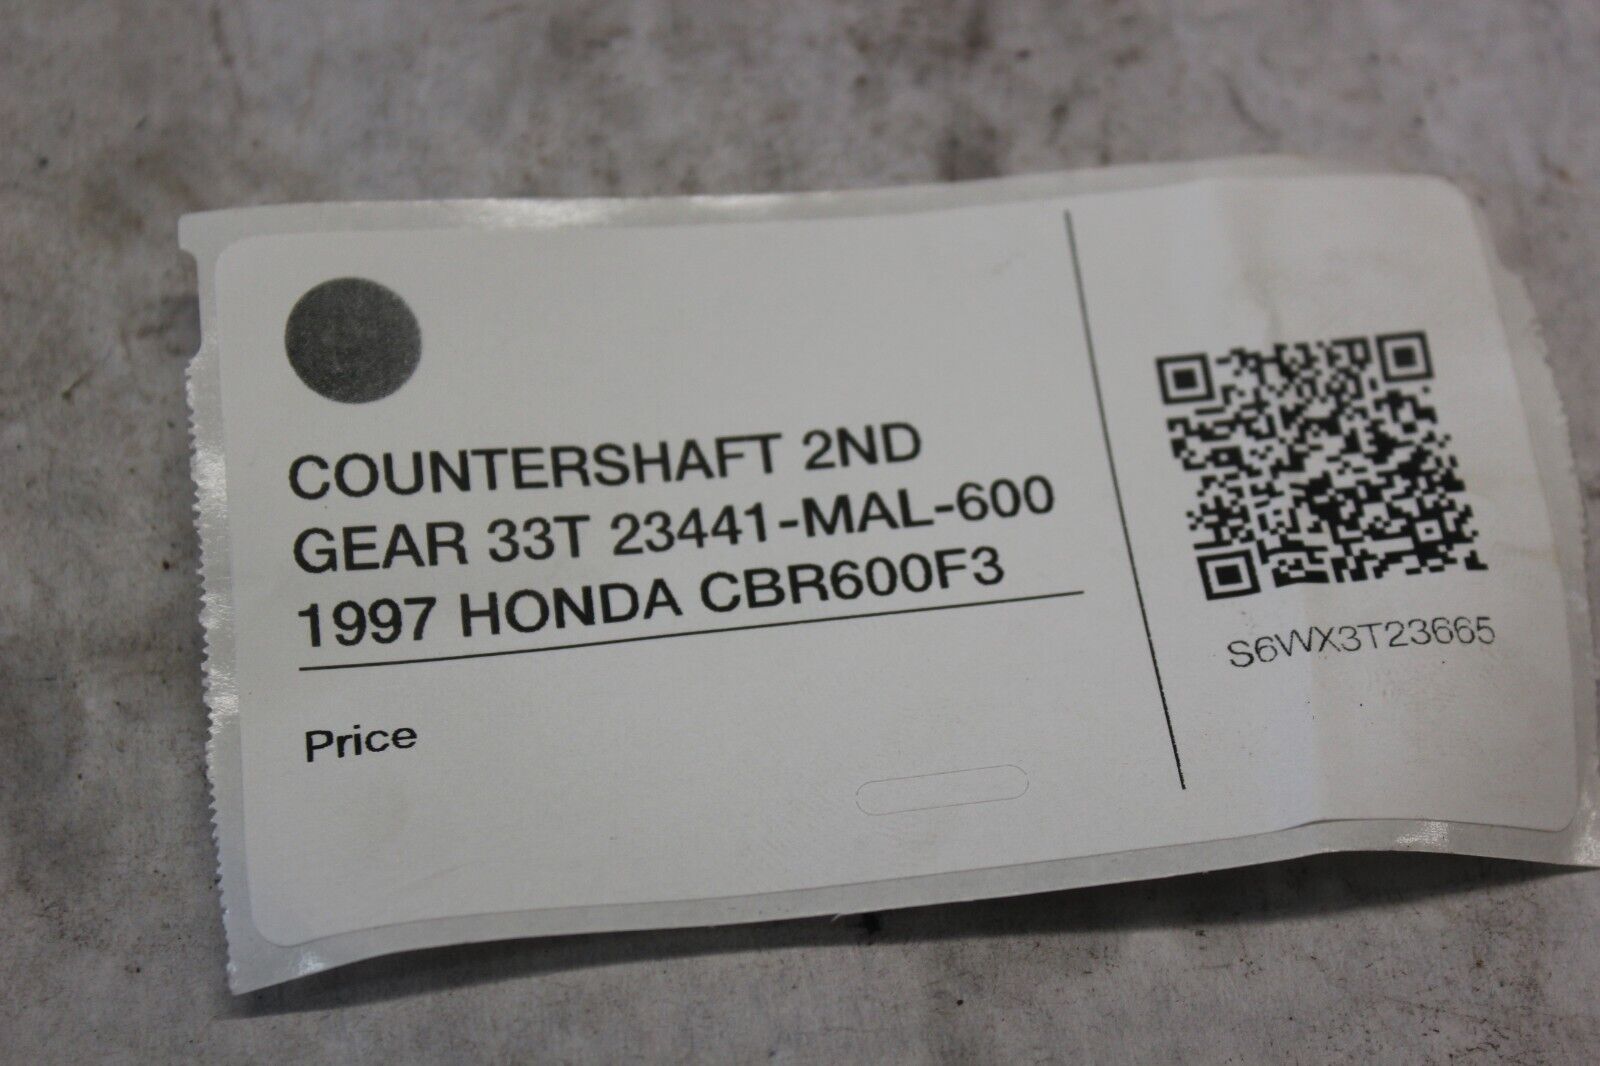 COUNTERSHAFT 2ND
GEAR 33T 23441-MAL-600
1997 HONDA CBR600F3
Price
S6WX3T23665